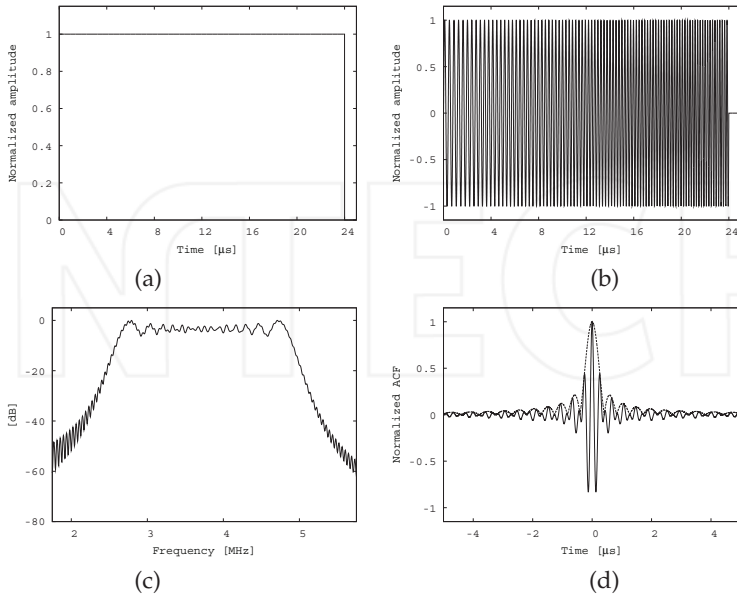 1
0.8
0.6
0.4
0.2
0
Normalized amplitude
0 4 8 12 16 20 24
Time [μs]
(a)
1
0.5
0
-0.5
-1
Normalized amplitude
0 4 8 12 16 20 24
Time [μs]
(b)
0
-20
-40
-60
-80
[dB]
2 3 4 5
Frequency [MHz]
(c)
1
0.5
0
-0.5
-1
Normalized ACF
-4 -2 0 2 4
Time [μs]
(d)
INTECH